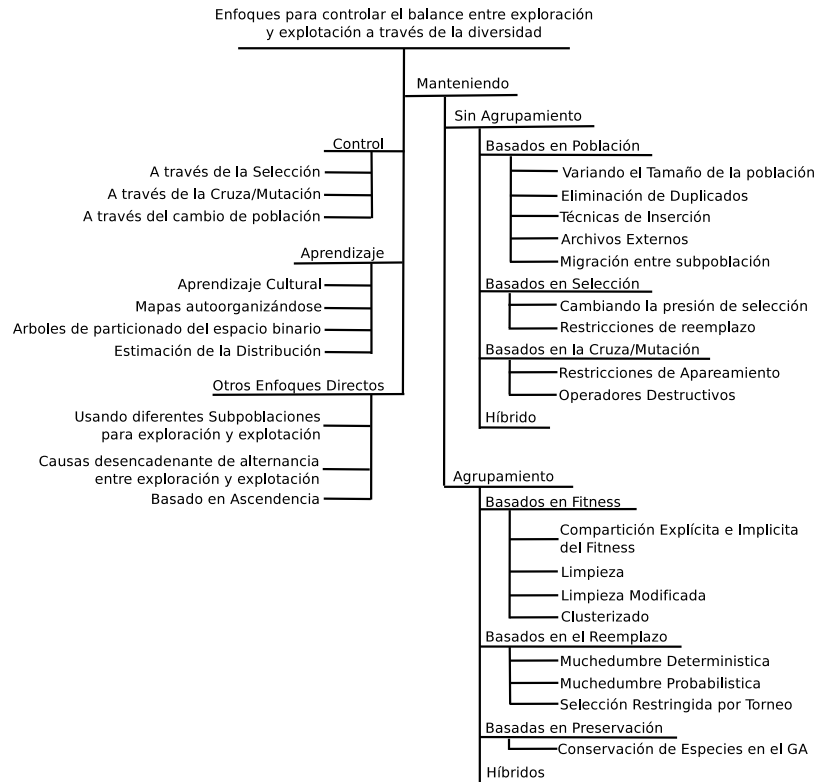 Enfoques para controlar el balance entre exploración
y explotación a través de la diversidad
Manteniendo
Sin Agrupamiento
Basados en Población
Variando el Tamaño de la población
Eliminación de Duplicados
Técnicas de Inserción
Archivos Externos
Migración entre subpoblación
Basados en Selección
Cambiando la presión de selección
Restricciones de reemplazo
Basados en la Cruza/Mutación
Restricciones de Apareamiento
Operadores Destructivos
Híbrido
Agrupamiento
Basados en Fitness
Compartición Explícita e Implicita
del Fitness
Limpieza
Limpieza Modificada
Clusterizado
Basados en el Reemplazo
Muchedumbre Deterministica
Muchedumbre Probabilistica
Selección Restringida por Torneo
Basadas en Preservación
Conservación de Especies en el GA
Híbridos
Control
A través de la Selección
A través de la Cruza/Mutación
A través del cambio de población
Aprendizaje
Aprendizaje Cultural
Mapas autoorganizándose
Arboles de particionado del espacio binario
Estimación de la Distribución
Otros Enfoques Directos
Usando diferentes Subpoblaciones
para exploración y explotación
Causas desencadenante de alternancia
entre exploración y explotación
Basado en Ascendencia